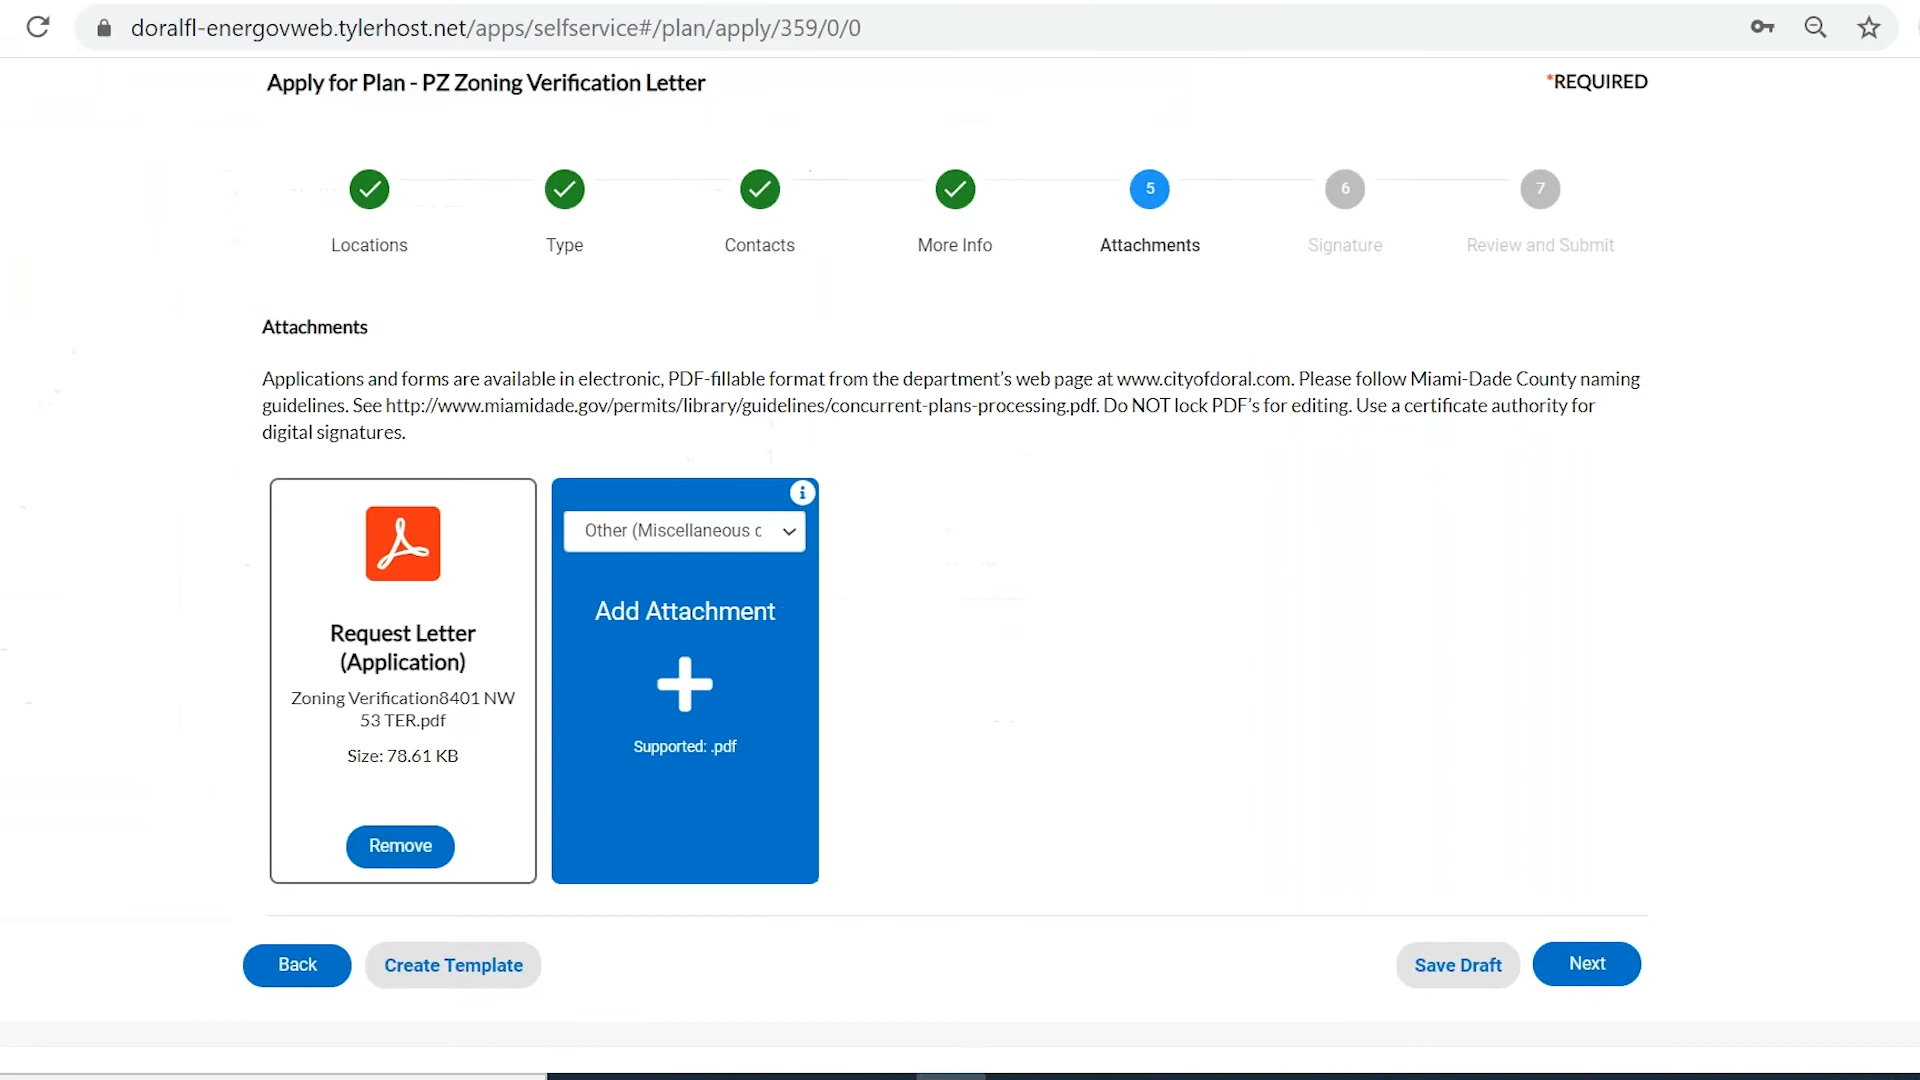 doralfl-energovweb.tylerhost.net/apps/selfservice#/plan/apply/359/0/0
Apply for Plan - PZ Zoning Verification Letter
*REQUIRED
5
6
7
Locations
Type
Contacts
More Info
Attachments
Signature
Review and Submit
Attachments
Applications and forms are available in electronic, PDF-fillable format from the department’s web page at www.cityofdoral.com. Please follow Miami-Dade County naming
guidelines. See http://www.miamidade.gov/permits/library/guidelines/concurrent-plans-processing.pdf. Do NOT lock PDF’s for editing. Use a certificate authority for
digital signatures.
Request Letter
(Application)
Zoning Verification8401 NW
53 TER.pdf
Size: 78.61 KB
Remove
i
Other (Miscellaneous c
Add Attachment
Supported: .pdf
Back
Create Template
Save Draft
Next